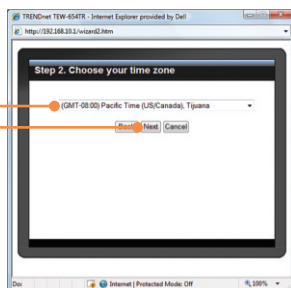 TRENDnet TEW-654TR - Internet Explorer provided by Dell
http://192.168.10.1/wizard2.htm
Step 2. Choose your time zone
(GMT-08:00) Pacific Time (US/Canada), Tijuana
Back Next Cancel
Internet | Protected Mode: Off
100%